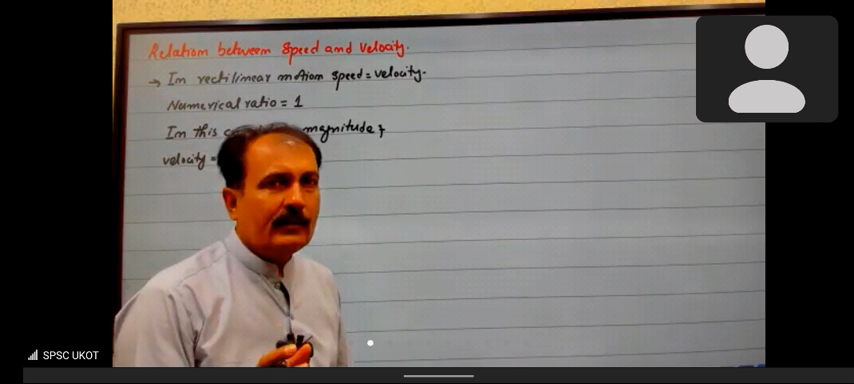 Relation between Speed and Velocity.
→ In rectilinear motion speed = velocity.
Numerical ratio = 1
In this magnitude of
velocity =
SPSC UKOT